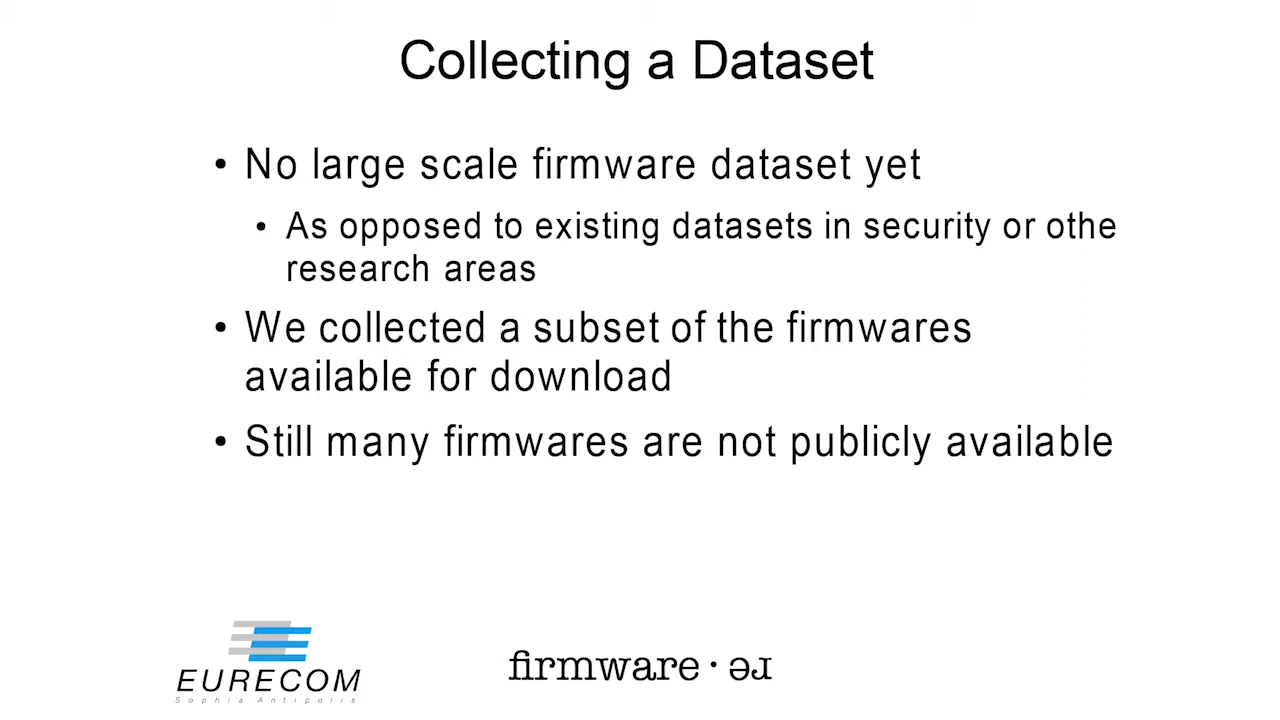 Collecting a Dataset
• No large scale firmware dataset yet
• As opposed to existing datasets in security or othe
research areas
• We collected a subset of the firmwares
available for download
• Still many firmwares are not publicly available
EURECOM
Sophia Antipolis
firmware·ǝɹ